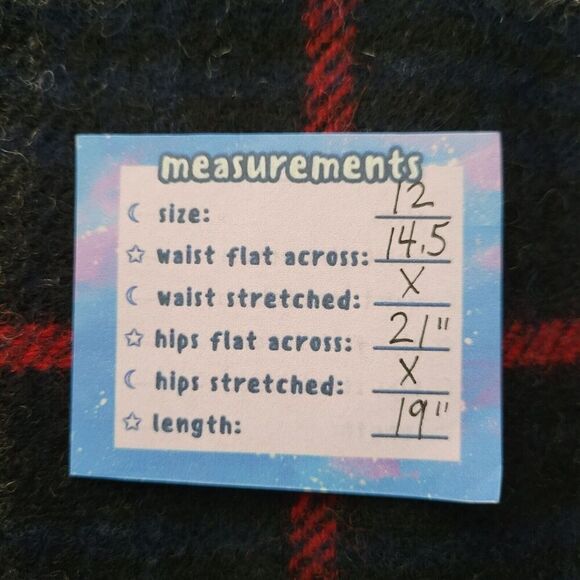 measurements
size: 12
waist flat across: 14.5
waist stretched: X
hips flat across: 21"
hips stretched: X
length: 19"